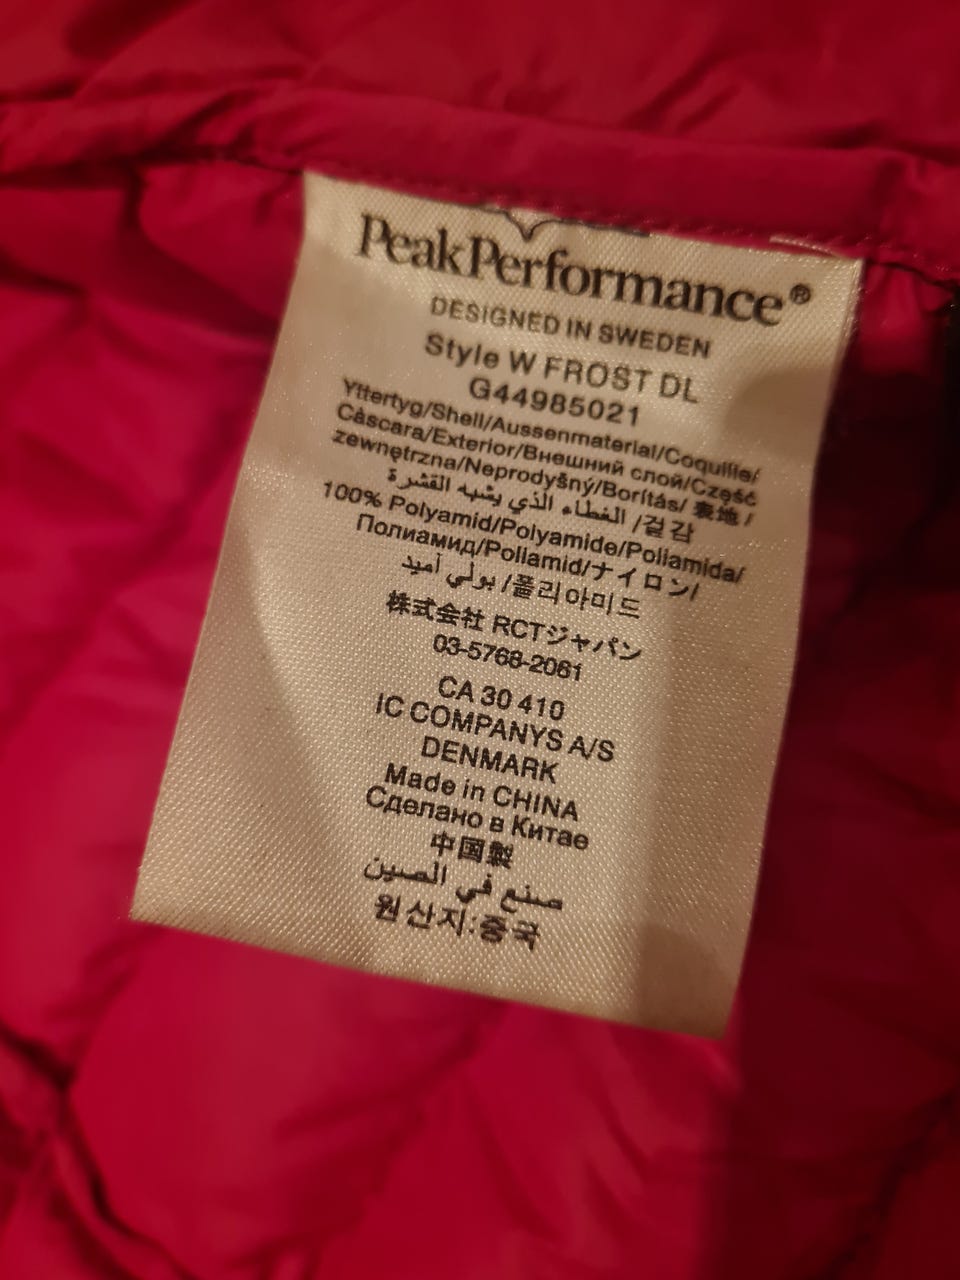 PeakPerformance®
DESIGNED IN SWEDEN
Style W FROST DL
G44985021
Yttertyg/Shell/Aussenmaterial/Coquille/
Càscara/Exterior/Внешний слой/Część
zewnętrzna/Neprodyšný/Borítás/ 表地 /
الغطاء الذي يشبه القشرة /겉감
100% Polyamid/Polyamide/Poliamida/
Полиамид/Poliamid/ナイロン/
بولي أميد /폴리아미드
株式会社 RCTジャパン
03-5768-2061
CA 30 410
IC COMPANYS A/S
DENMARK
Made in CHINA
Сделано в Китае
中国製
صنع في الصين
원산지:중국